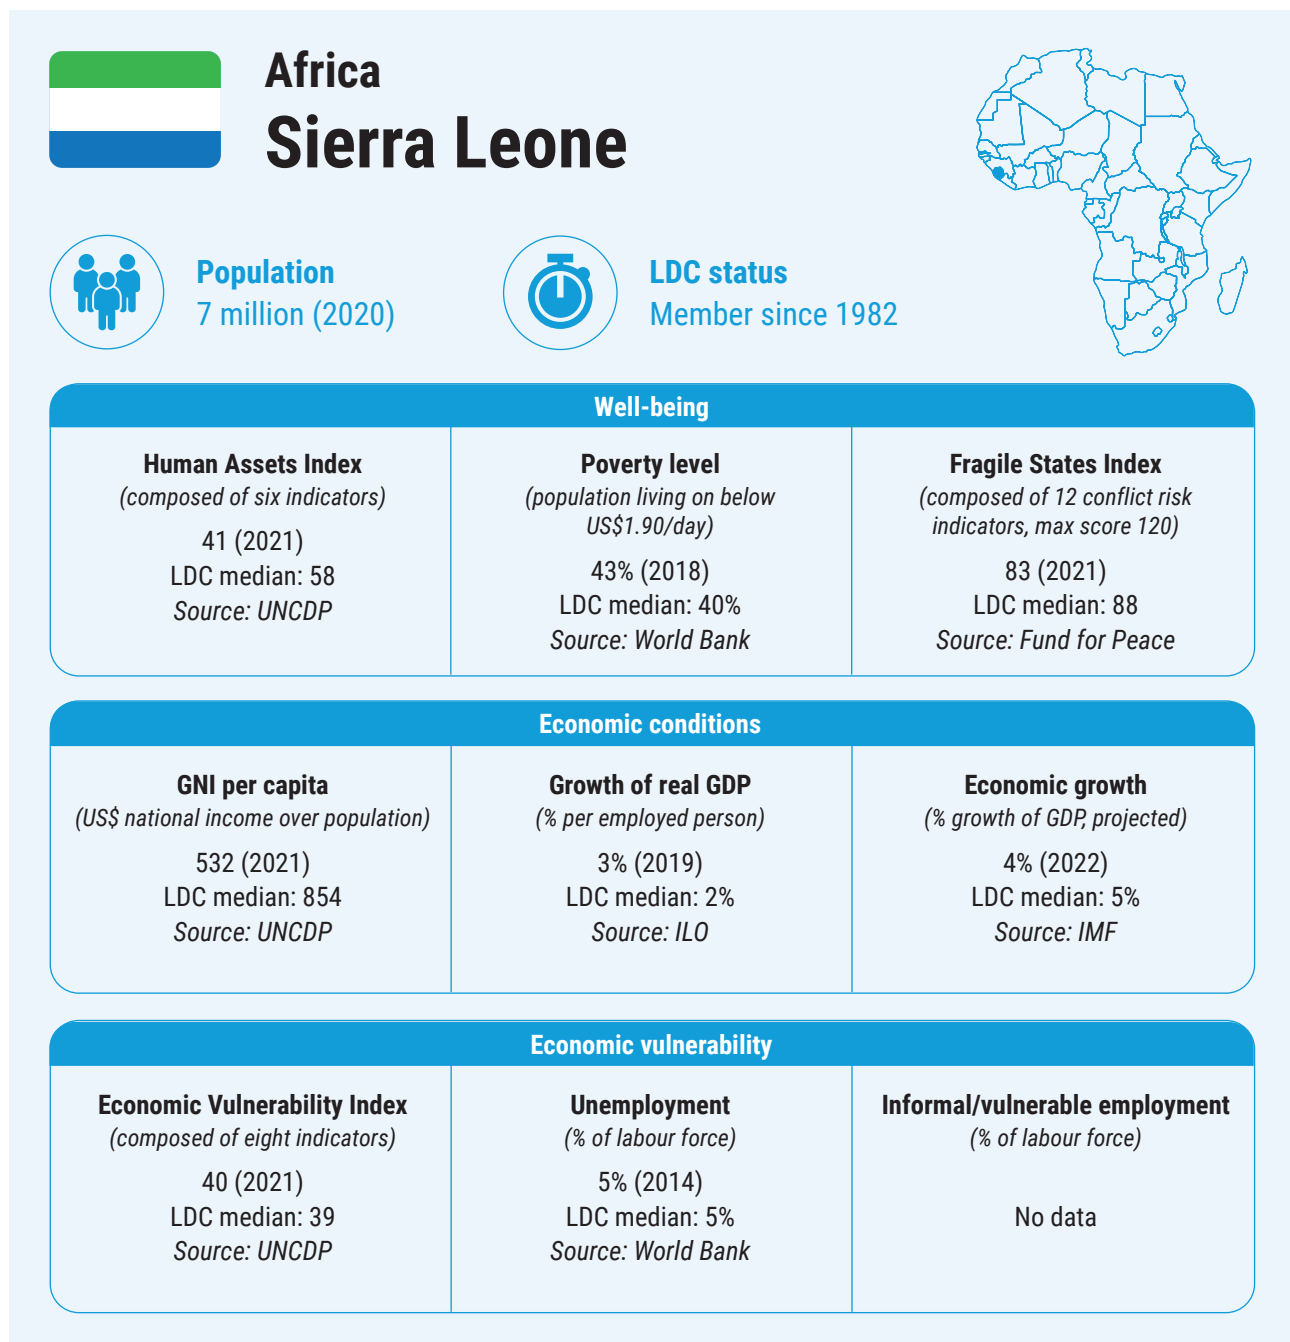 Africa
Sierra Leone
Population
7 million (2020)
LDC status
Member since 1982
Well-being
Human Assets Index
(composed of six indicators)
41 (2021)
LDC median: 58
Source: UNCDP
Poverty level
(population living on below
US$1.90/day)
43% (2018)
LDC median: 40%
Source: World Bank
Fragile States Index
(composed of 12 conflict risk
indicators, max score 120)
83 (2021)
LDC median: 88
Source: Fund for Peace
Economic conditions
GNI per capita
(US$ national income over population)
532 (2021)
LDC median: 854
Source: UNCDP
Growth of real GDP
(% per employed person)
3% (2019)
LDC median: 2%
Source: ILO
Economic growth
(% growth of GDP, projected)
4% (2022)
LDC median: 5%
Source: IMF
Economic vulnerability
Economic Vulnerability Index
(composed of eight indicators)
40 (2021)
LDC median: 39
Source: UNCDP
Unemployment
(% of labour force)
5% (2014)
LDC median: 5%
Source: World Bank
Informal/vulnerable employment
(% of labour force)
No data